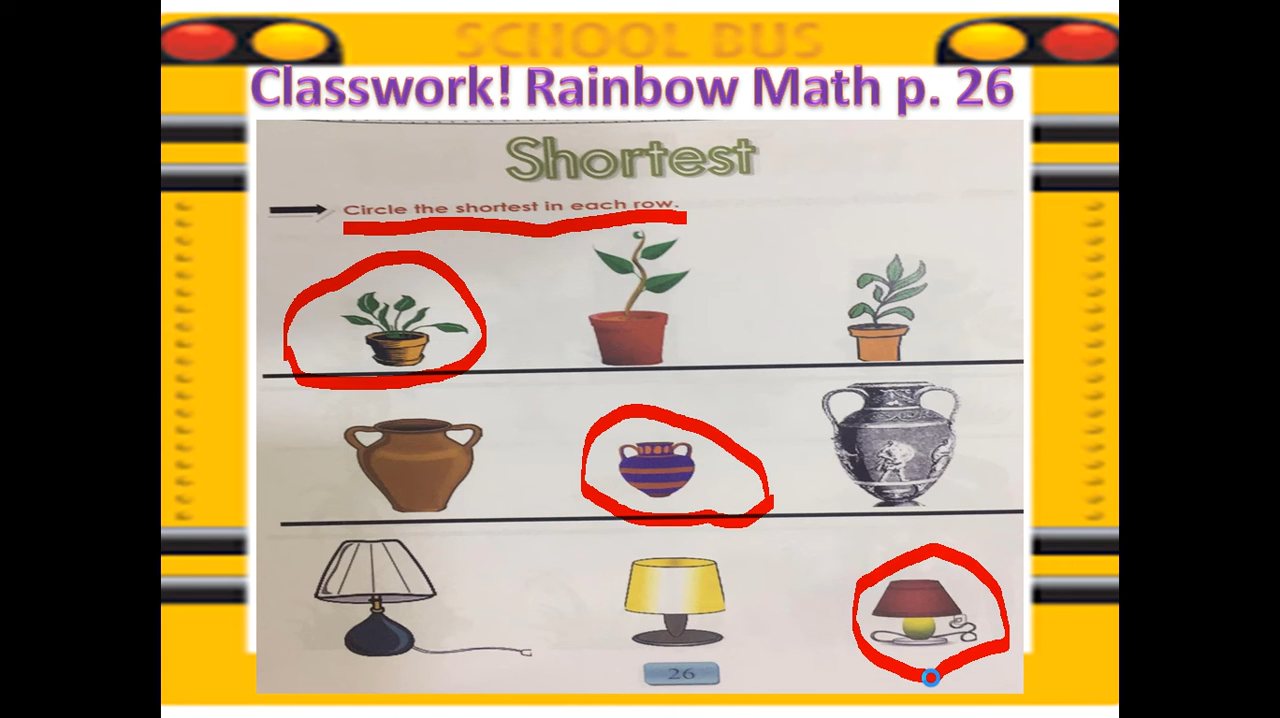 SCHOOL BUS
Classwork! Rainbow Math p. 26
Shortest
Circle the shortest in each row.
26